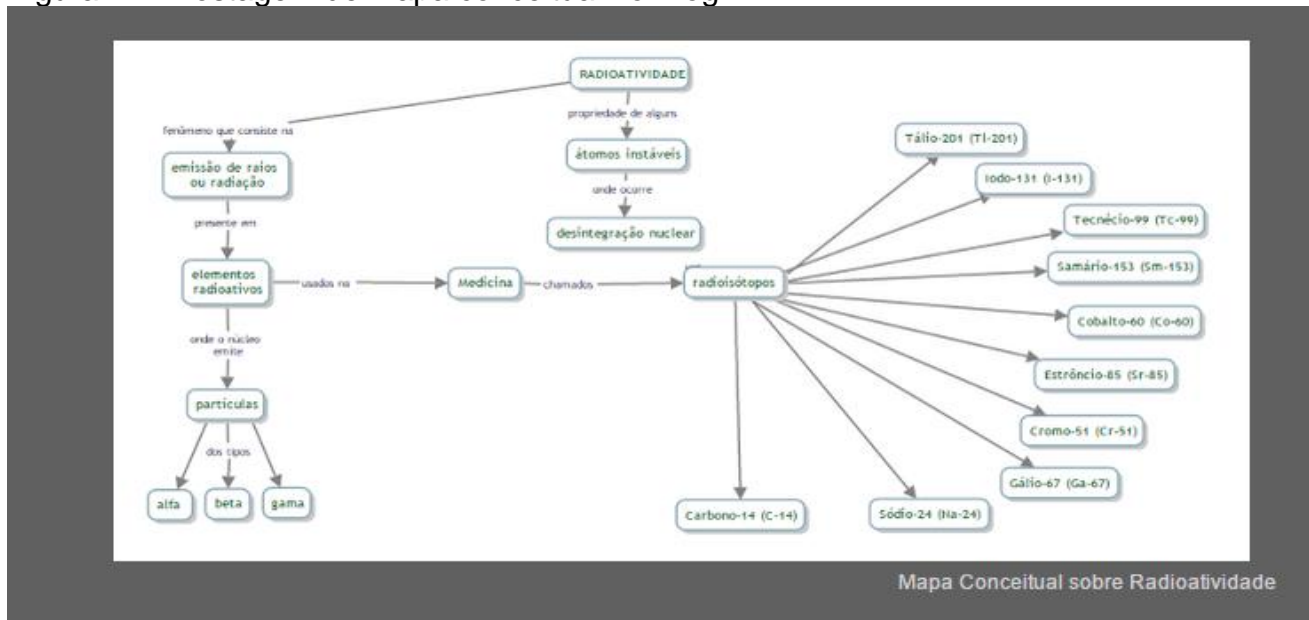 RADIOATIVIDADE
fenômeno que consiste na
propriedade de alguns
emissão de raios
ou radiação
átomos instáveis
presente em
onde ocurre
desintegração nuclear
elementos
radioativos
usados na
Medicina
chamados
radioisótopos
Tálio-201 (Tl-201)
Iodo-131 (I-131)
Tecnécio-99 (Tc-99)
Samário-153 (Sm-153)
Cobalto-60 (Co-60)
Estrôncio-85 (Sr-85)
Cromo-51 (Cr-51)
Gálio-67 (Ga-67)
Sódio-24 (Na-24)
Carbono-14 (C-14)
onde o núcleo
emite
partículas
dos tipos
alfa
beta
gama
Mapa Conceitual sobre Radioatividade